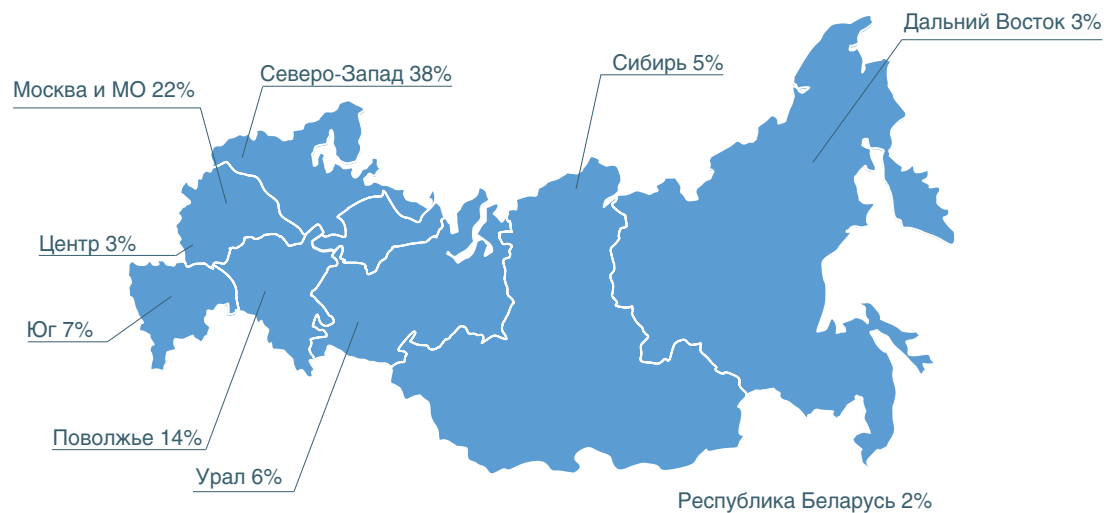 Дальний Восток 3%
Сибирь 5%
Северо-Запад 38%
Москва и МО 22%
Центр 3%
Юг 7%
Поволжье 14%
Урал 6%
Республика Беларусь 2%